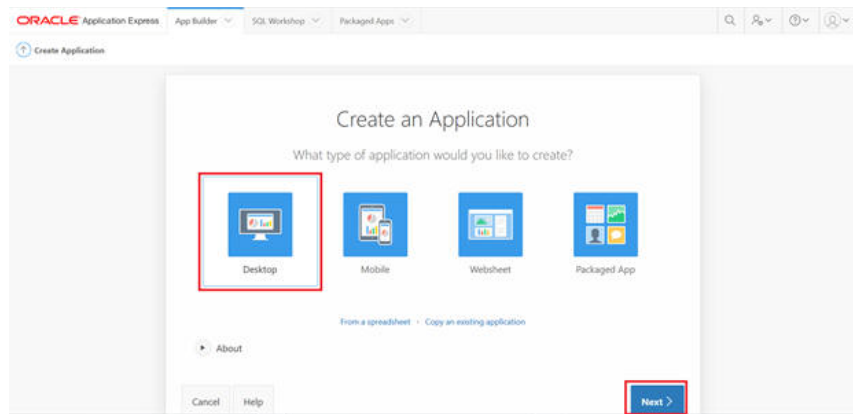 ORACLE Application Express App Builder SQL Workshop Packaged Apps
Create Application
Create an Application
What type of application would you like to create?
Desktop Mobile Websheet Packaged App
From a spreadsheet Copy an existing application
About
Cancel Help Next